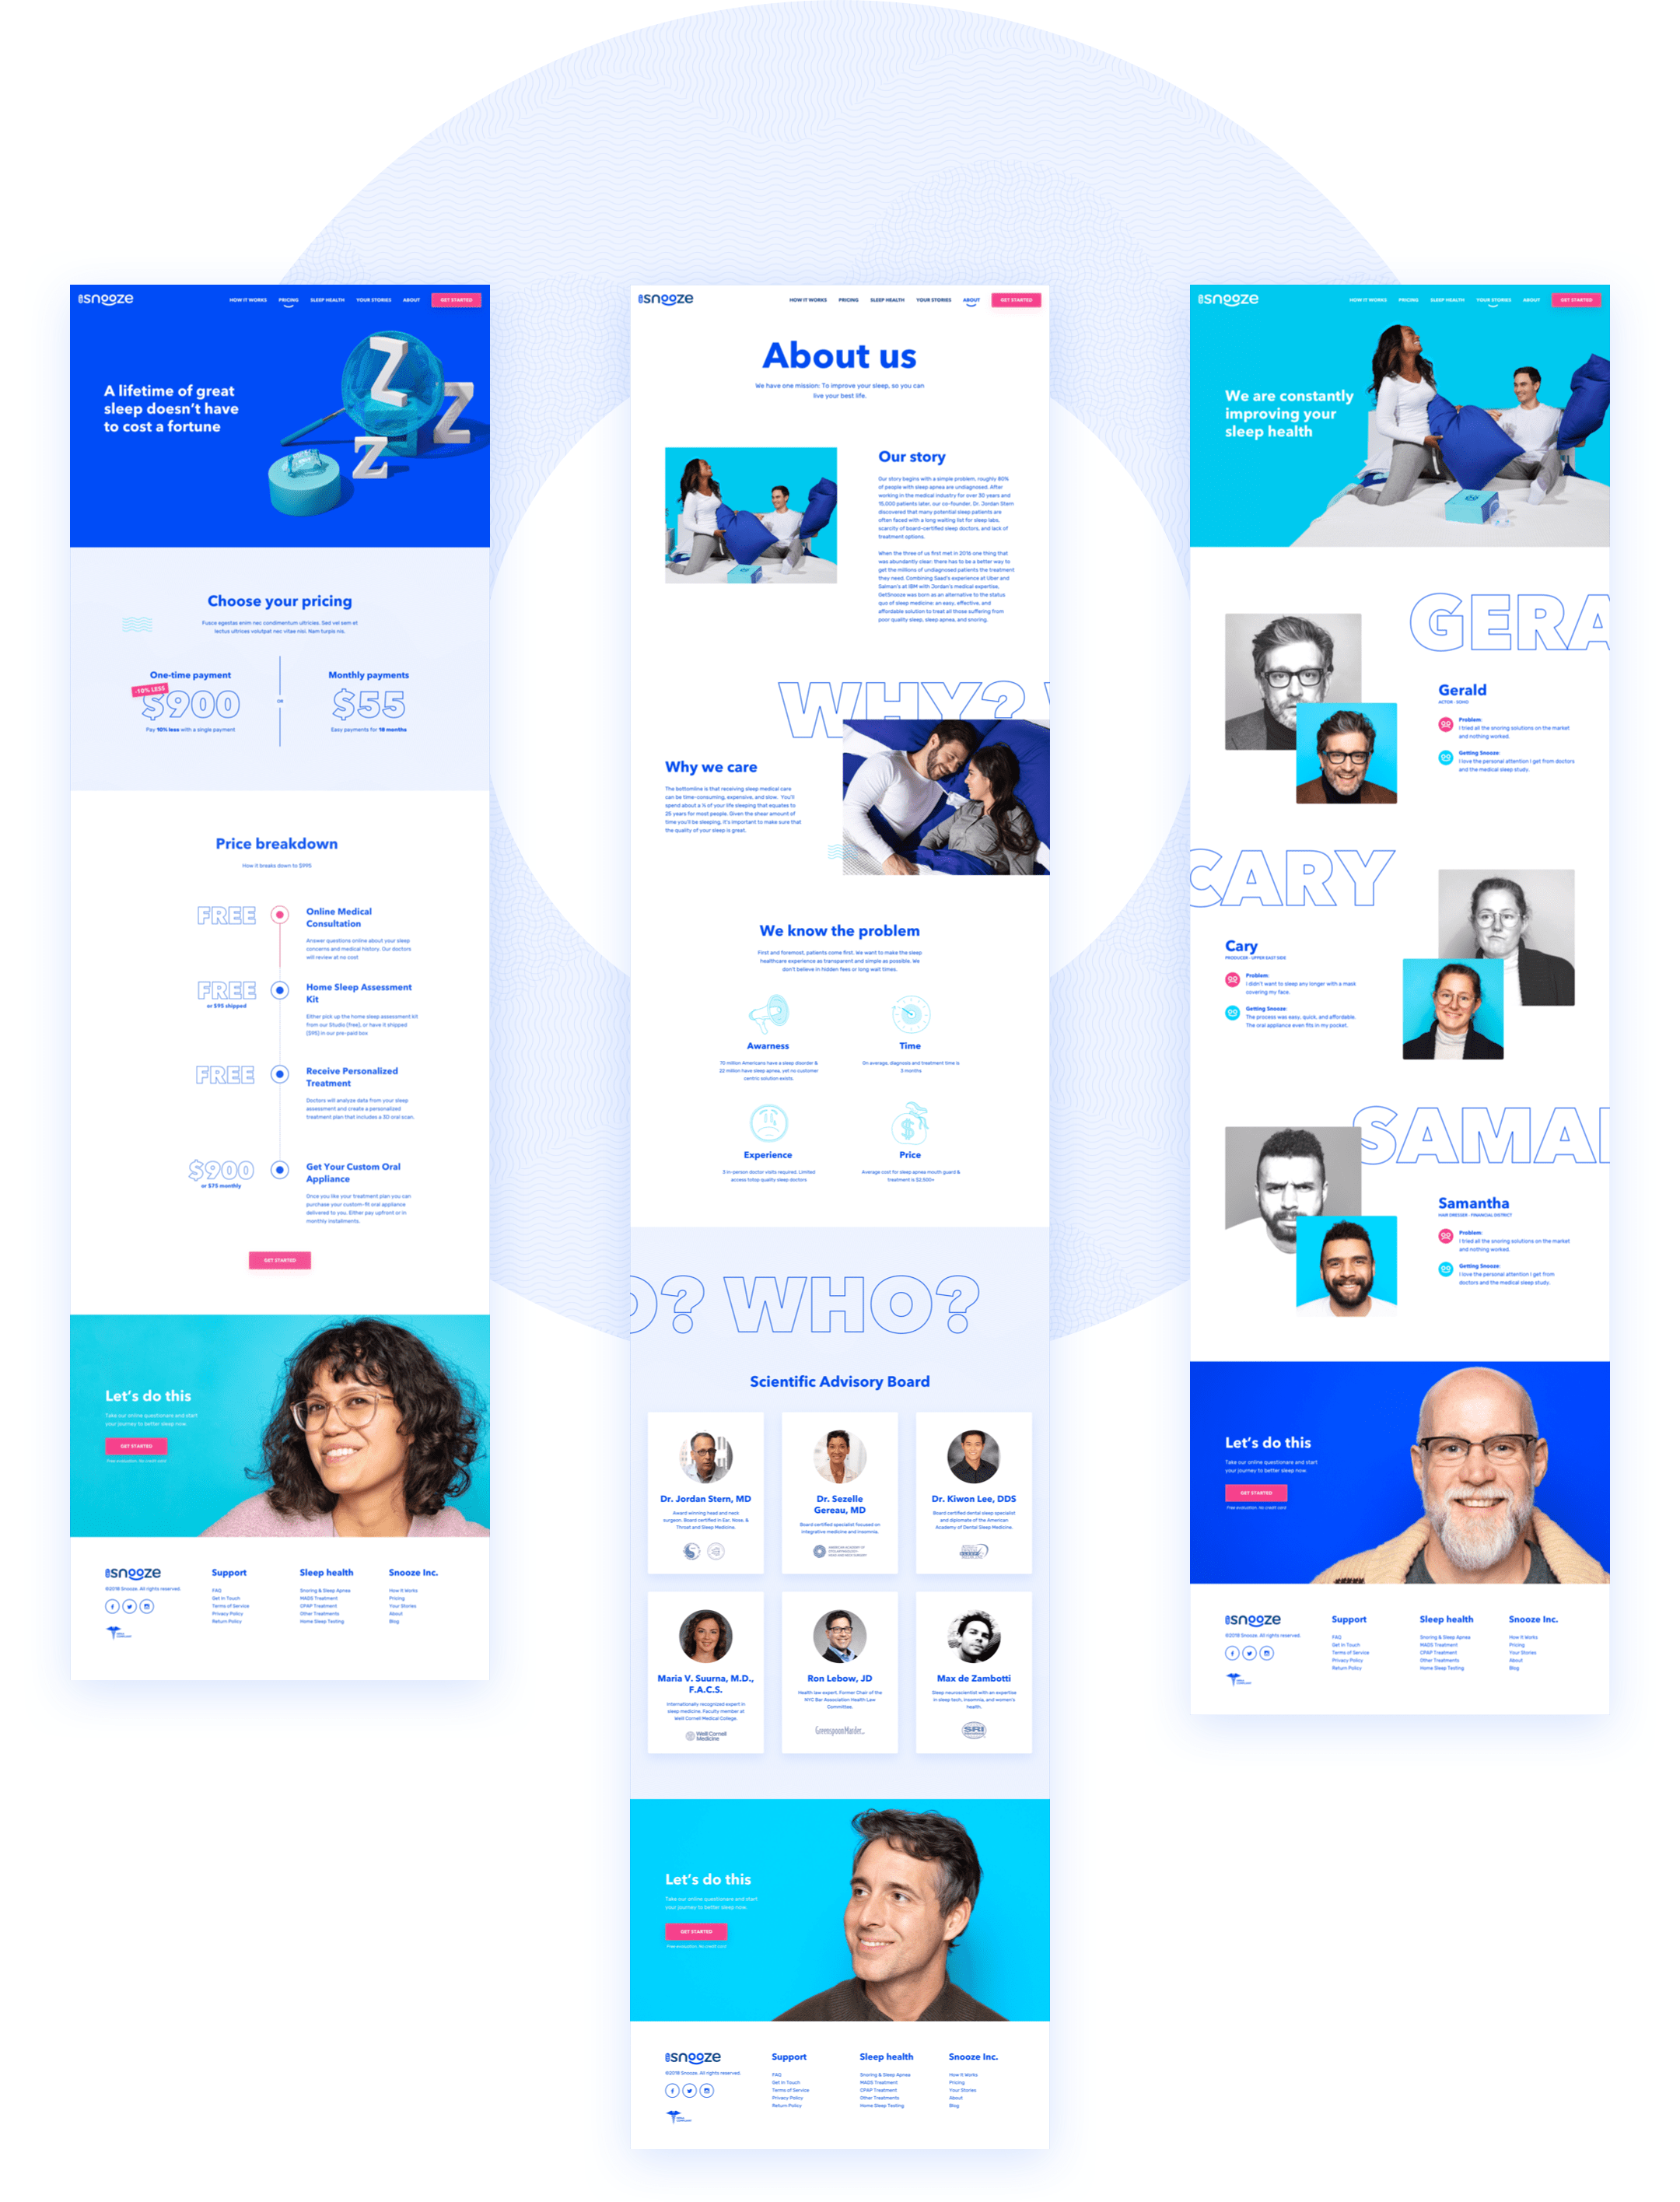 snooze
HOW IT WORKS
PRICING
SLEEP HEALTH
YOUR STORIES
ABOUT
GET STARTED
A lifetime of great
sleep doesn't have
to cost a fortune
Z
Z
Z
Choose your pricing
Fusce egestas enim nec condimentum ultricies. Sed vel sem et
lectus ultrices volutpat nec vitae nisi. Nam turpis nis.
One-time payment
-10% LESS
$900
Pay 10% less with a single payment
OR
Monthly payments
$55
Easy payments for 18 months
Price breakdown
How it breaks down to $995
FREE
Online Medical
Consultation
Answer questions online about your sleep
concerns and medical history. Our doctors
will review at no cost
FREE
or $95 shipped
Home Sleep Assessment
Kit
Either pick up the home sleep assessment kit
from our Studio (free), or have it shipped
($95) in our pre-paid box
FREE
Receive Personalized
Treatment
Doctors will analyze data from your sleep
assessment and create a personalized
treatment plan that includes a 3D oral scan.
$900
or $75 monthly
Get Your Custom Oral
Appliance
Once you like your treatment plan you can
purchase your custom-fit oral appliance
delivered to you. Either pay upfront or in
monthly installments.
GET STARTED
Let's do this
Take our online questionare and start
your journey to better sleep now.
GET STARTED
Free evaluation. No credit card
snooze
©2018 Snooze. All rights reserved.
Support
FAQ
Get in Touch
Terms of Service
Privacy Policy
Return Policy
Sleep health
Snoring & Sleep Apnea
MADS Treatment
CPAP Treatment
Other Treatments
Home Sleep Testing
Snooze Inc.
How It Works
Pricing
Your Stories
About
Blog
snooze
HOW IT WORKS
PRICING
SLEEP HEALTH
YOUR STORIES
ABOUT
GET STARTED
About us
We have one mission: To improve your sleep, so you can
live your best life.
Our story
Our story begins with a simple problem, roughly 80%
of people with sleep apnea are undiagnosed. After
working in the medical industry for over 30 years and
15,000 patients later, our co-founder, Dr. Jordan Stern
discovered that many potential sleep patients are
often faced with a long waiting list for sleep labs,
scarcity of board-certified sleep doctors, and lack of
treatment options.
When the three of us first met in 2016 one thing that
was abundantly clear: there has to be a better way to
get the millions of undiagnosed patients the treatment
they need. Combining Saad's experience at Uber and
Salman's at IBM with Jordan's medical expertise,
GetSnooze was born as an alternative to the status
quo of sleep medicine: an easy, effective, and
affordable solution to treat all those suffering from
poor quality sleep, sleep apnea, and snoring.
WHY?
Why we care
The bottomline is that receiving sleep medical care
can be time-consuming, expensive, and slow. You'll
spend about a ⅓ of your life sleeping that equates to
25 years for most people. Given the shear amount of
time you'll be sleeping, it's important to make sure that
the quality of your sleep is great.
We know the problem
First and foremost, patients come first. We want to make the sleep
healthcare experience as transparent and simple as possible. We
don't believe in hidden fees or long wait times.
Awarness
70 million Americans have a sleep disorder &
22 million have sleep apnea, yet no customer
centric solution exists.
Time
On average, diagnosis and treatment time is
3 months
Experience
3 in-person doctor visits required. Limited
access totop quality sleep doctors
Price
Average cost for sleep apnea mouth guard &
treatment is $2,500+
O? WHO?
Scientific Advisory Board
Dr. Jordan Stern, MD
Award winning head and neck
surgeon. Board certified in Ear, Nose, &
Throat and Sleep Medicine.
Dr. Sezelle
Gereau, MD
Board certified specialist focused on
integrative medicine and insomnia.
Dr. Kiwon Lee, DDS
Board certified dental sleep specialist
and diplomate of the American
Academy of Dental Sleep Medicine.
Maria V. Suurna, M.D.,
F.A.C.S.
Internationally recognized expert in
sleep medicine. Faculty member at
Weill Cornell Medical College.
Weill Cornell
Medicine
Ron Lebow, JD
Health law expert. Former Chair of the
NYC Bar Association Health Law
Committee.
GreenspoonMarder
Max de Zambotti
Sleep neuroscientist with an expertise
in sleep tech, insomnia, and women's
health.
SRI
Let's do this
Take our online questionare and start
your journey to better sleep now.
GET STARTED
Free evaluation. No credit card
snooze
©2018 Snooze. All rights reserved.
Support
FAQ
Get in Touch
Terms of Service
Privacy Policy
Return Policy
Sleep health
Snoring & Sleep Apnea
MADS Treatment
CPAP Treatment
Other Treatments
Home Sleep Testing
Snooze Inc.
How It Works
Pricing
Your Stories
About
Blog
snooze
HOW IT WORKS
PRICING
SLEEP HEALTH
YOUR STORIES
ABOUT
GET STARTED
We are constantly
improving your
sleep health
GERA
Gerald
ACTOR - SOHO
Problem:
I tried all the snoring solutions on the market
and nothing worked.
Getting Snooze:
I love the personal attention I get from doctors
and the medical sleep study.
CARY
Cary
PRODUCER - UPPER EAST SIDE
Problem:
I didn't want to sleep any longer with a mask
covering my face.
Getting Snooze:
The process was easy, quick, and affordable.
The oral appliance even fits in my pocket.
SAMA
Samantha
HAIR DRESSER - FINANCIAL DISTRICT
Problem:
I tried all the snoring solutions on the market
and nothing worked.
Getting Snooze:
I love the personal attention I get from
doctors and the medical sleep study.
Let's do this
Take our online questionare and start
your journey to better sleep now.
GET STARTED
Free evaluation. No credit card
snooze
©2018 Snooze. All rights reserved.
Support
FAQ
Get in Touch
Terms of Service
Privacy Policy
Return Policy
Sleep health
Snoring & Sleep Apnea
MADS Treatment
CPAP Treatment
Other Treatments
Home Sleep Testing
Snooze Inc.
How It Works
Pricing
Your Stories
About
Blog